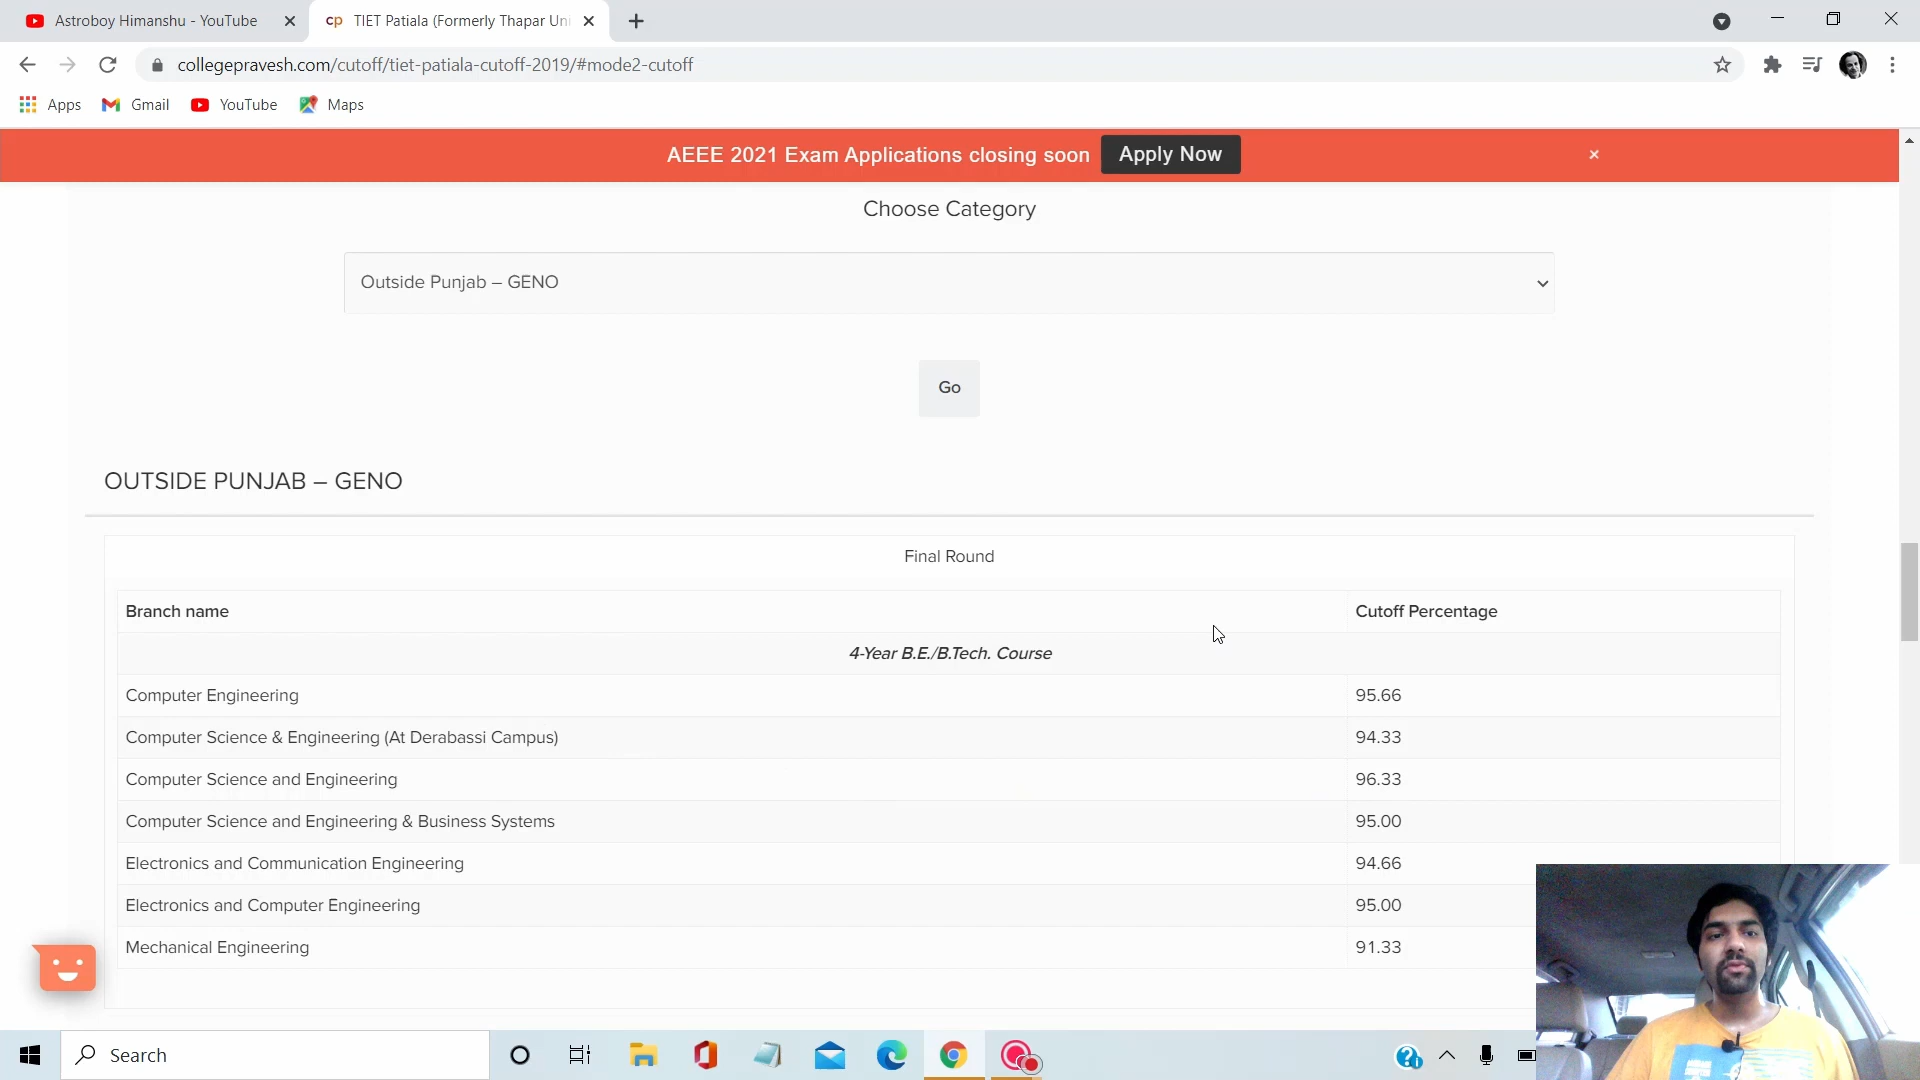 Astroboy Himanshu - YouTube
cp TIET Patiala (Formerly Thapar Uni
collegepravesh.com/cutoff/tiet-patiala-cutoff-2019/#mode2-cutoff
Apps Gmail YouTube Maps
AEEE 2021 Exam Applications closing soon Apply Now ×
Choose Category
Outside Punjab – GENO
Go
OUTSIDE PUNJAB – GENO
Final Round
Branch name Cutoff Percentage
4-Year B.E./B.Tech. Course
Computer Engineering 95.66
Computer Science & Engineering (At Derabassi Campus) 94.33
Computer Science and Engineering 96.33
Computer Science and Engineering & Business Systems 95.00
Electronics and Communication Engineering 94.66
Electronics and Computer Engineering 95.00
Mechanical Engineering 91.33
Search